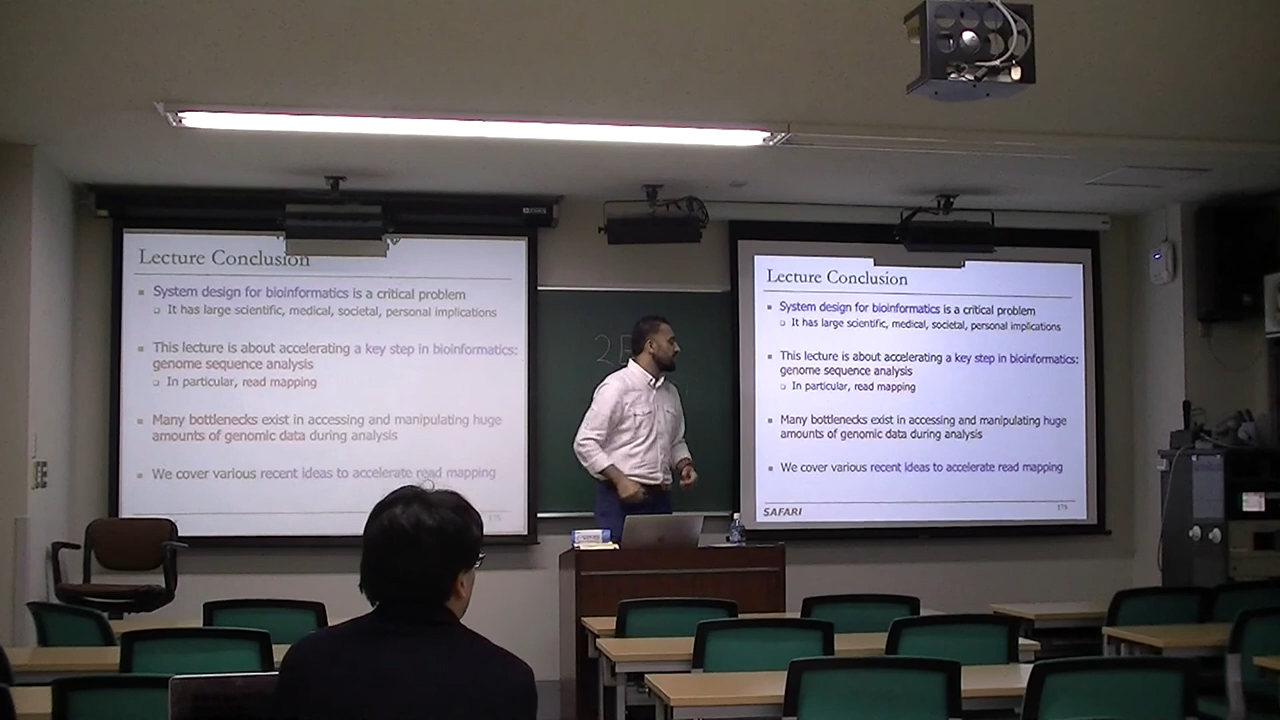 Lecture Conclusion
▪ System design for bioinformatics is a critical problem
❑ It has large scientific, medical, societal, personal implications
▪ This lecture is about accelerating a key step in bioinformatics:
genome sequence analysis
❑ In particular, read mapping
▪ Many bottlenecks exist in accessing and manipulating huge
amounts of genomic data during analysis
▪ We cover various recent ideas to accelerate read mapping
Lecture Conclusion
▪ System design for bioinformatics is a critical problem
❑ It has large scientific, medical, societal, personal implications
▪ This lecture is about accelerating a key step in bioinformatics:
genome sequence analysis
❑ In particular, read mapping
▪ Many bottlenecks exist in accessing and manipulating huge
amounts of genomic data during analysis
▪ We cover various recent ideas to accelerate read mapping
SAFARI